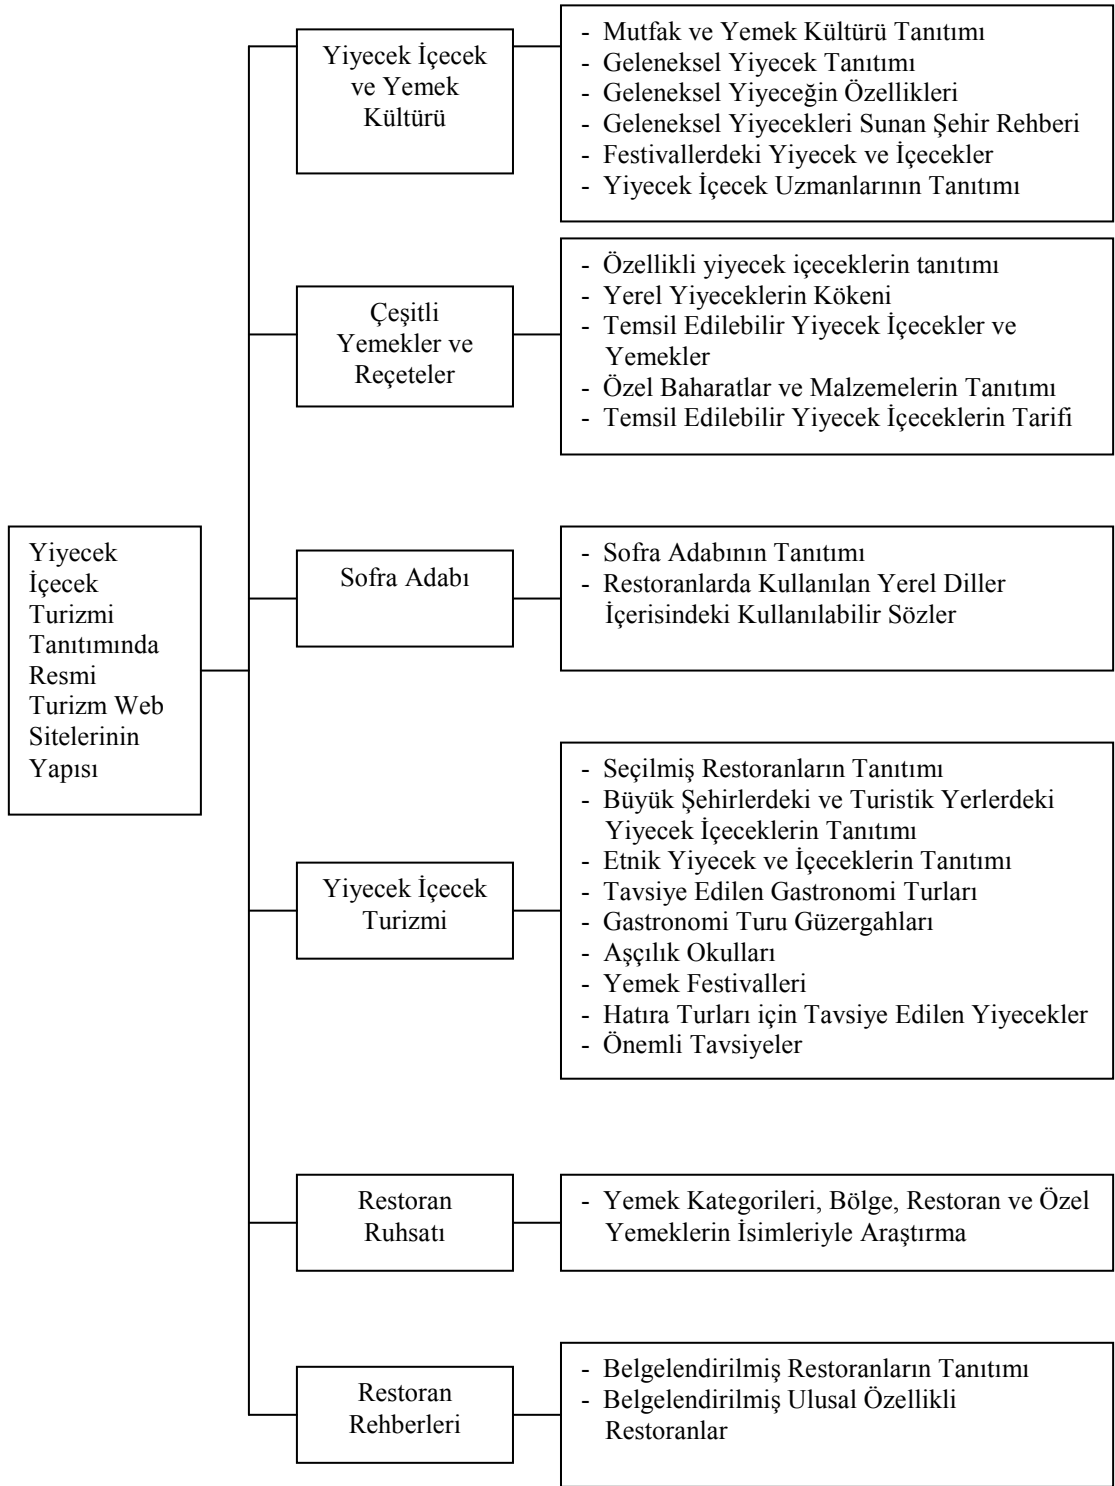 Yiyecek
İçecek
Turizmi
Tanıtımında
Resmi
Turizm Web
Sitelerinin
Yapısı
Yiyecek İçecek
ve Yemek
Kültürü
- Mutfak ve Yemek Kültürü Tanıtımı
- Geleneksel Yiyecek Tanıtımı
- Geleneksel Yiyeceğin Özellikleri
- Geleneksel Yiyecekleri Sunan Şehir Rehberi
- Festivallerdeki Yiyecek ve İçecekler
- Yiyecek İçecek Uzmanlarının Tanıtımı
Çeşitli
Yemekler ve
Reçeteler
- Özellikli yiyecek içeceklerin tanıtımı
- Yerel Yiyeceklerin Kökeni
- Temsil Edilebilir Yiyecek İçecekler ve
Yemekler
- Özel Baharatlar ve Malzemelerin Tanıtımı
- Temsil Edilebilir Yiyecek İçeceklerin Tarifi
Sofra Adabı
- Sofra Adabının Tanıtımı
- Restoranlarda Kullanılan Yerel Diller
İçerisindeki Kullanılabilir Sözler
Yiyecek İçecek
Turizmi
- Seçilmiş Restoranların Tanıtımı
- Büyük Şehirlerdeki ve Turistik Yerlerdeki
Yiyecek İçeceklerin Tanıtımı
- Etnik Yiyecek ve İçeceklerin Tanıtımı
- Tavsiye Edilen Gastronomi Turları
- Gastronomi Turu Güzergahları
- Aşçılık Okulları
- Yemek Festivalleri
- Hatıra Turları için Tavsiye Edilen Yiyecekler
- Önemli Tavsiyeler
Restoran
Ruhsatı
- Yemek Kategorileri, Bölge, Restoran ve Özel
Yemeklerin İsimleriyle Araştırma
Restoran
Rehberleri
- Belgelendirilmiş Restoranların Tanıtımı
- Belgelendirilmiş Ulusal Özellikli
Restoranlar